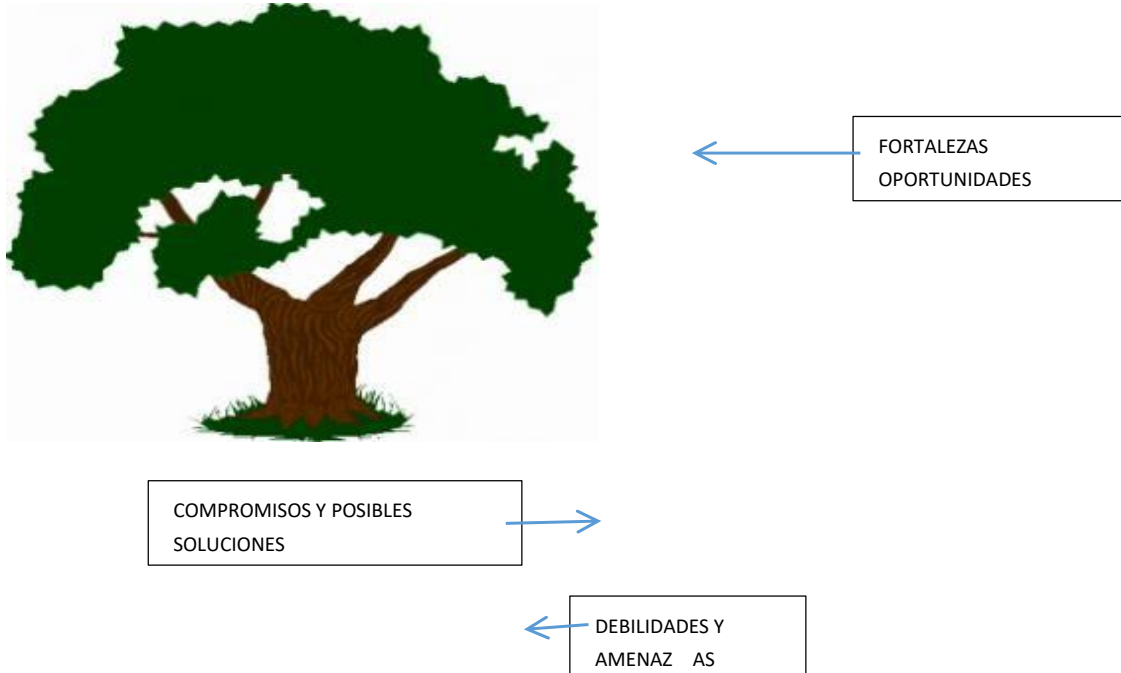 FORTALEZAS
OPORTUNIDADES
COMPROMISOS Y POSIBLES
SOLUCIONES
DEBILIDADES Y
AMENAZ AS